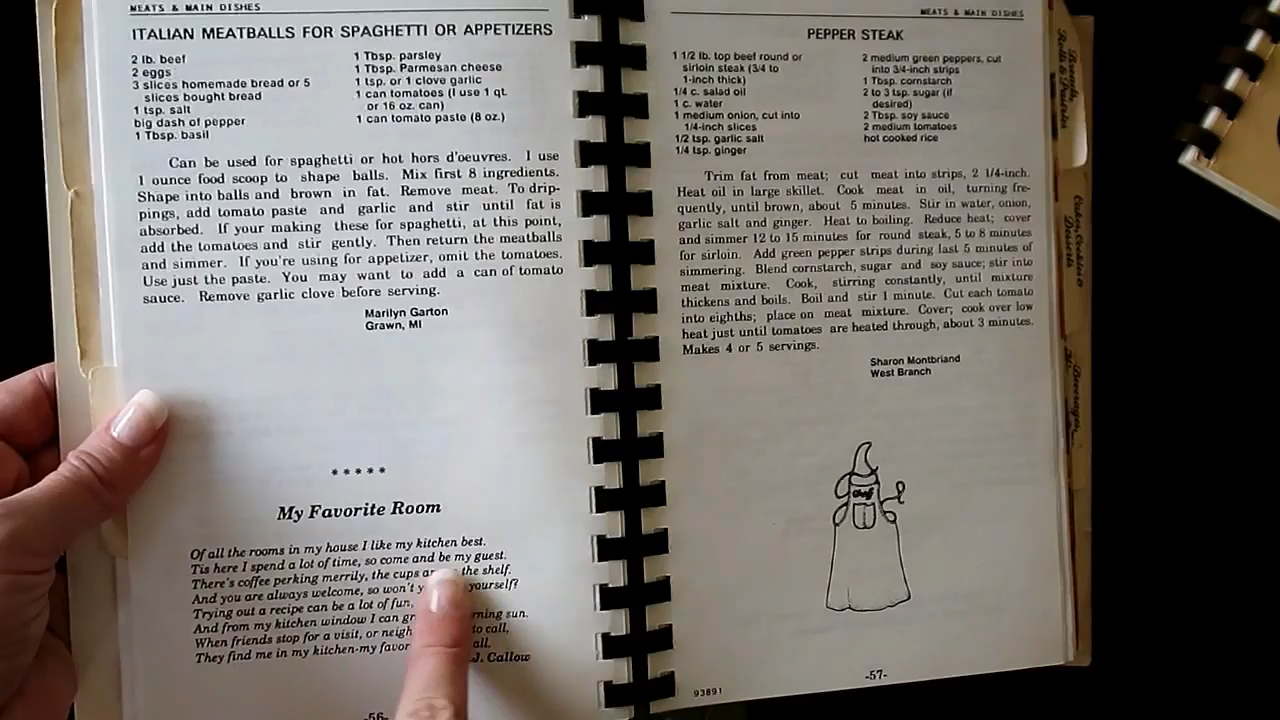 MEATS & MAIN DISHES
ITALIAN MEATBALLS FOR SPAGHETTI OR APPETIZERS
2 lb. beef
2 eggs
3 slices homemade bread or 5
slices bought bread
1 tsp. salt
big dash of pepper
1 Tbsp. basil
1 Tbsp. parsley
1 Tbsp. Parmesan cheese
1 tsp. or 1 clove garlic
1 can tomatoes (I use 1 qt.
or 16 oz. can)
1 can tomato paste (8 oz.)
Can be used for spaghetti or hot hors d'oeuvres. I use
1 ounce food scoop to shape balls. Mix first 8 ingredients.
Shape into balls and brown in fat. Remove meat. To drip-
pings, add tomato paste and garlic and stir until fat is
absorbed. If your making these for spaghetti, at this point,
add the tomatoes and stir gently. Then return the meatballs
and simmer. If you're using for appetizer, omit the tomatoes.
Use just the paste. You may want to add a can of tomato
sauce. Remove garlic clove before serving.
Marilyn Garton
Grawn, MI
*****
My Favorite Room
Of all the rooms in my house I like my kitchen best.
Tis here I spend a lot of time, so come and be my guest.
There's coffee perking merrily, the cups the shelf.
And you are always welcome, so won't yourself?
Trying out a recipe can be a lot of fun,
And from my kitchen window I can sun.
When friends stop for a visit, or to call,
They find me in my kitchen-my all.
J. Callow
-56-
MEATS & MAIN DISHES
PEPPER STEAK
1 1/2 lb. top beef round or
sirloin steak (3/4 to
1-inch thick)
1/4 c. salad oil
1 c. water
1 medium onion, cut into
1/4-inch slices
1/2 tsp. garlic salt
1/4 tsp. ginger
2 medium green peppers, cut
into 3/4-inch strips
1 Tbsp. cornstarch
2 to 3 tsp. sugar (if
desired)
2 Tbsp. soy sauce
2 medium tomatoes
hot cooked rice
Trim fat from meat; cut meat into strips, 2 1/4-inch.
Heat oil in large skillet. Cook meat in oil, turning fre-
quently, until brown, about 5 minutes. Stir in water, onion,
garlic salt and ginger. Heat to boiling. Reduce heat; cover
and simmer 12 to 15 minutes for round steak, 5 to 8 minutes
for sirloin. Add green pepper strips during last 5 minutes of
simmering. Blend cornstarch, sugar and soy sauce; stir into
meat mixture. Cook, stirring constantly, until mixture
thickens and boils. Boil and stir 1 minute. Cut each tomato
into eighths; place on meat mixture. Cover; cook over low
heat just until tomatoes are heated through, about 3 minutes.
Makes 4 or 5 servings.
Sharon Montbriand
West Branch
Chef
93891
-57-
Breads,
Rolls & Pastries
Cakes, Cookies &
Desserts
Beverages,